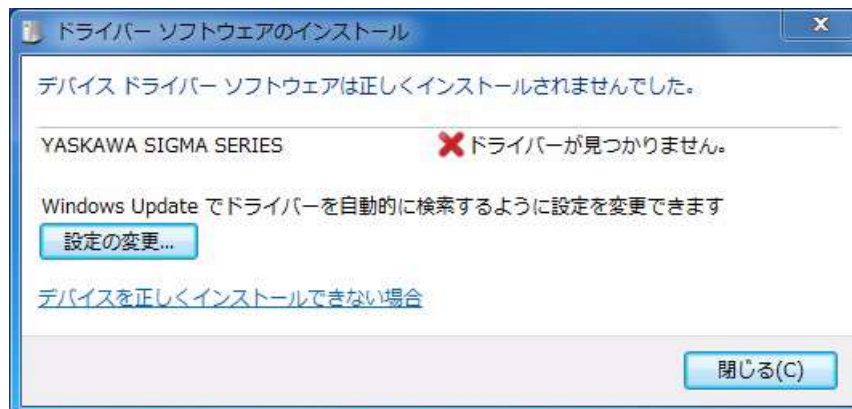 ドライバー ソフトウェアのインストール
デバイス ドライバー ソフトウェアは正しくインストールされませんでした。
YASKAWA SIGMA SERIES ドライバーが見つかりません。
Windows Update でドライバーを自動的に検索するように設定を変更できます
設定の変更...
デバイスを正しくインストールできない場合
閉じる(C)